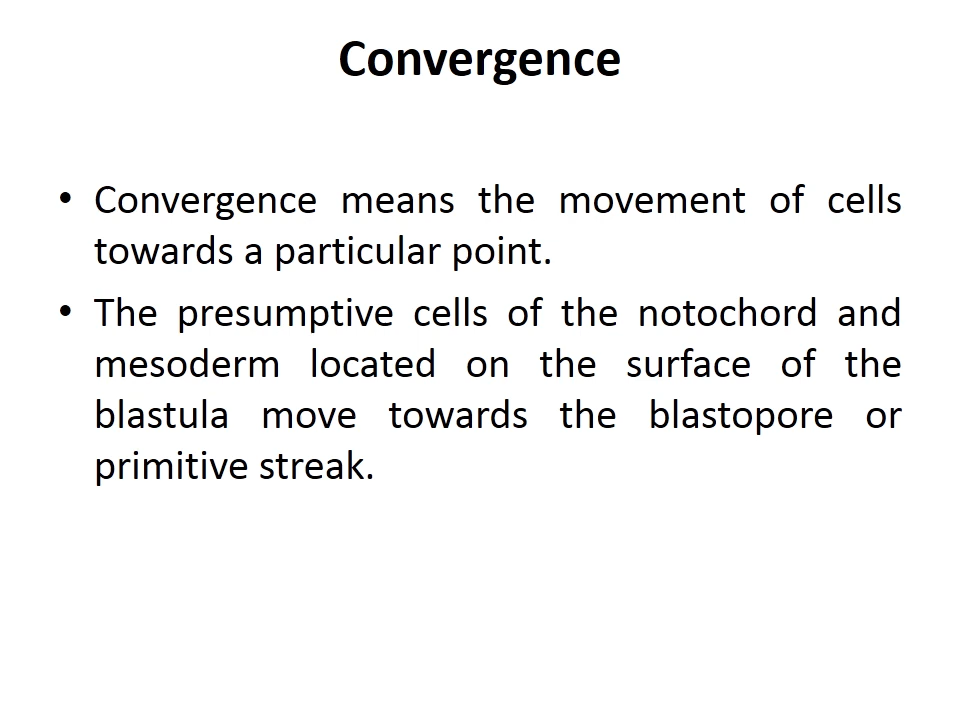 Convergence
• Convergence means the movement of cells
towards a particular point.
• The presumptive cells of the notochord and
mesoderm located on the surface of the
blastula move towards the blastopore or
primitive streak.